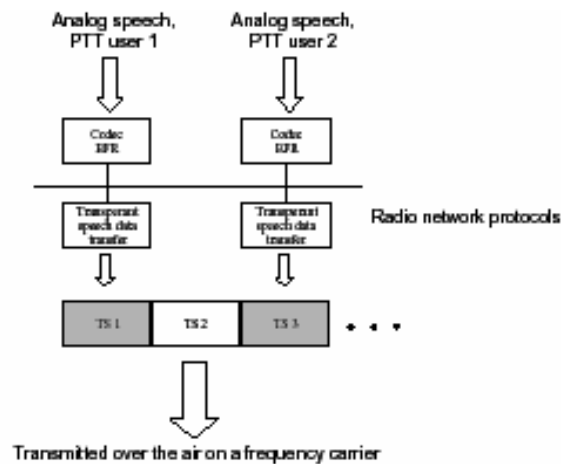 Analog speech,
PTT user 1
Analog speech,
PTT user 2
Codec
EFR
Codec
EFR
Transparent
speech data
transfer
Transparent
speech data
transfer
Radio network protocols
TS 1
TS 2
TS 3
Transmitted over the air on a frequency carrier